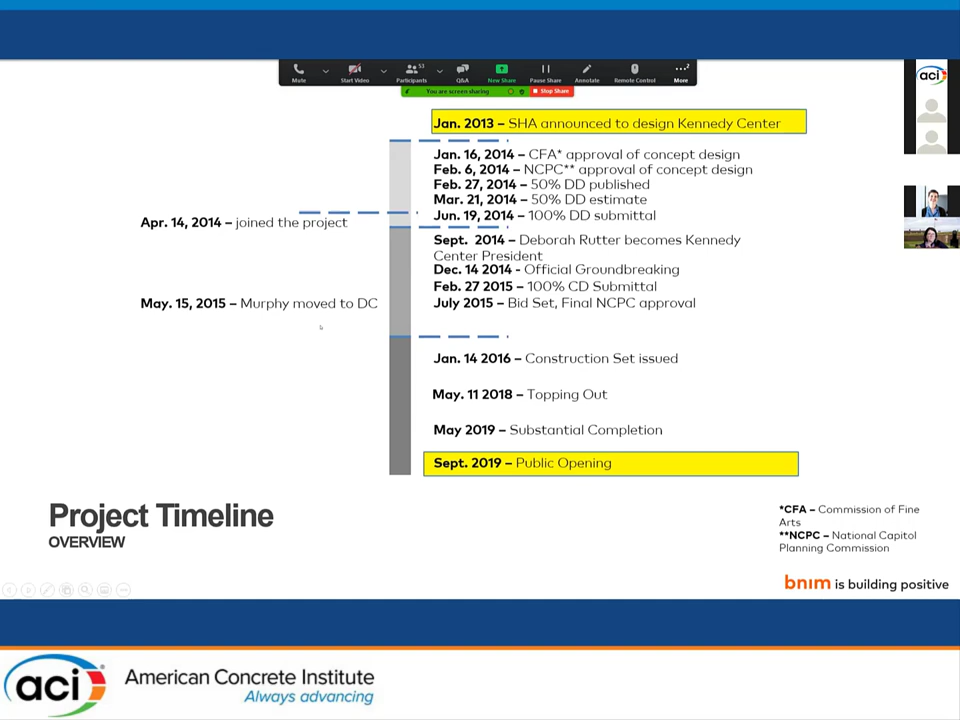 Mute
Start Video
Participants
53
Q&A
New Share
Pause Share
Annotate
Remote Control
More
2
You are screen sharing
Stop Share
aci
Jan. 2013 – SHA announced to design Kennedy Center
Jan. 16, 2014 – CFA* approval of concept design
Feb. 6, 2014 – NCPC** approval of concept design
Feb. 27, 2014 – 50% DD published
Mar. 21, 2014 – 50% DD estimate
Jun. 19, 2014 – 100% DD submittal
Apr. 14, 2014 – joined the project
Sept. 2014 – Deborah Rutter becomes Kennedy
Center President
Dec. 14 2014 - Official Groundbreaking
Feb. 27 2015 – 100% CD Submittal
July 2015 – Bid Set, Final NCPC approval
May. 15, 2015 – Murphy moved to DC
Jan. 14 2016 – Construction Set issued
May. 11 2018 – Topping Out
May 2019 – Substantial Completion
Sept. 2019 – Public Opening
Project Timeline
OVERVIEW
*CFA – Commission of Fine
Arts
**NCPC – National Capitol
Planning Commission
bnim is building positive
aci
American Concrete Institute
Always advancing